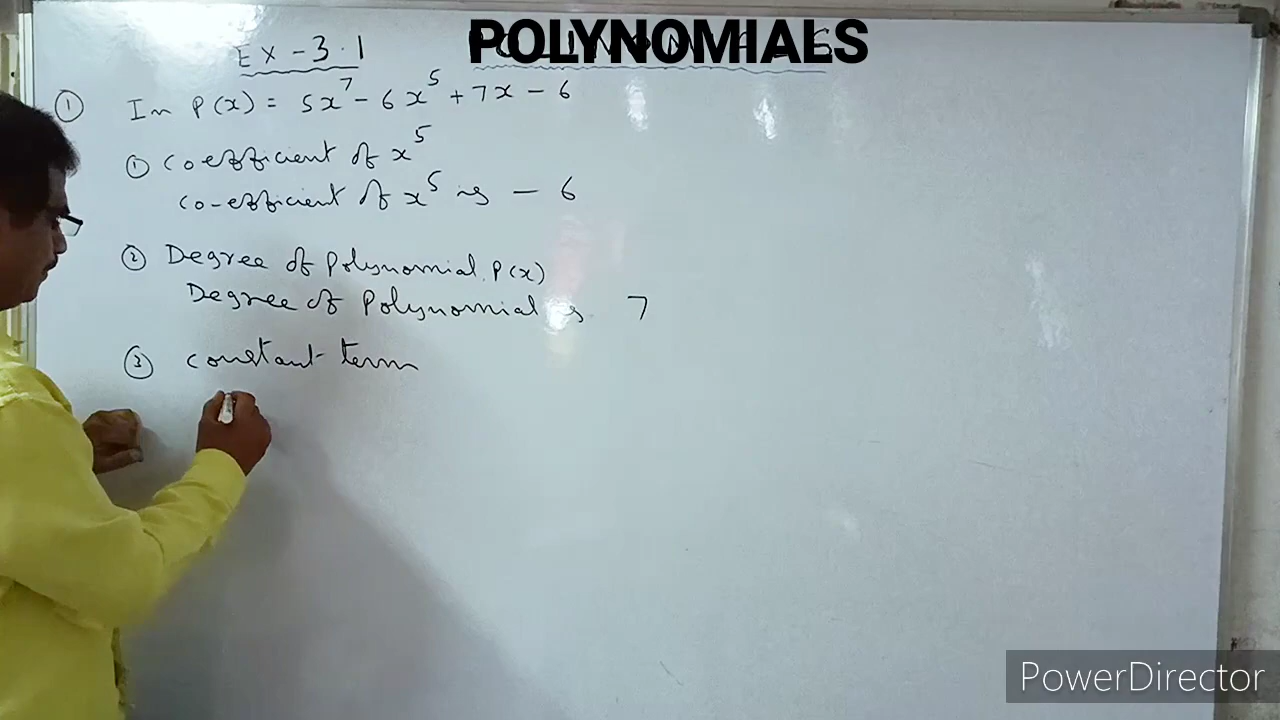 POLYNOMIALS
EX - 3.1
① In P(x) = 5x⁷ - 6x⁵ + 7x - 6
① Coefficient of x⁵
co-efficient of x⁵ is - 6
② Degree of Polynomial P(x)
Degree of Polynomial is 7
③ constant term
PowerDirector